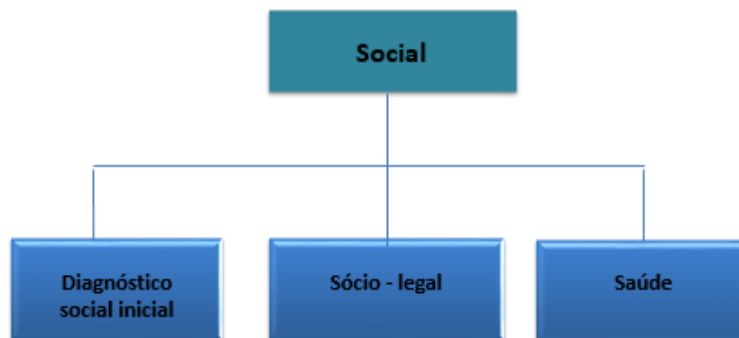 Social
Diagnóstico
social inicial
Sócio - legal
Saúde